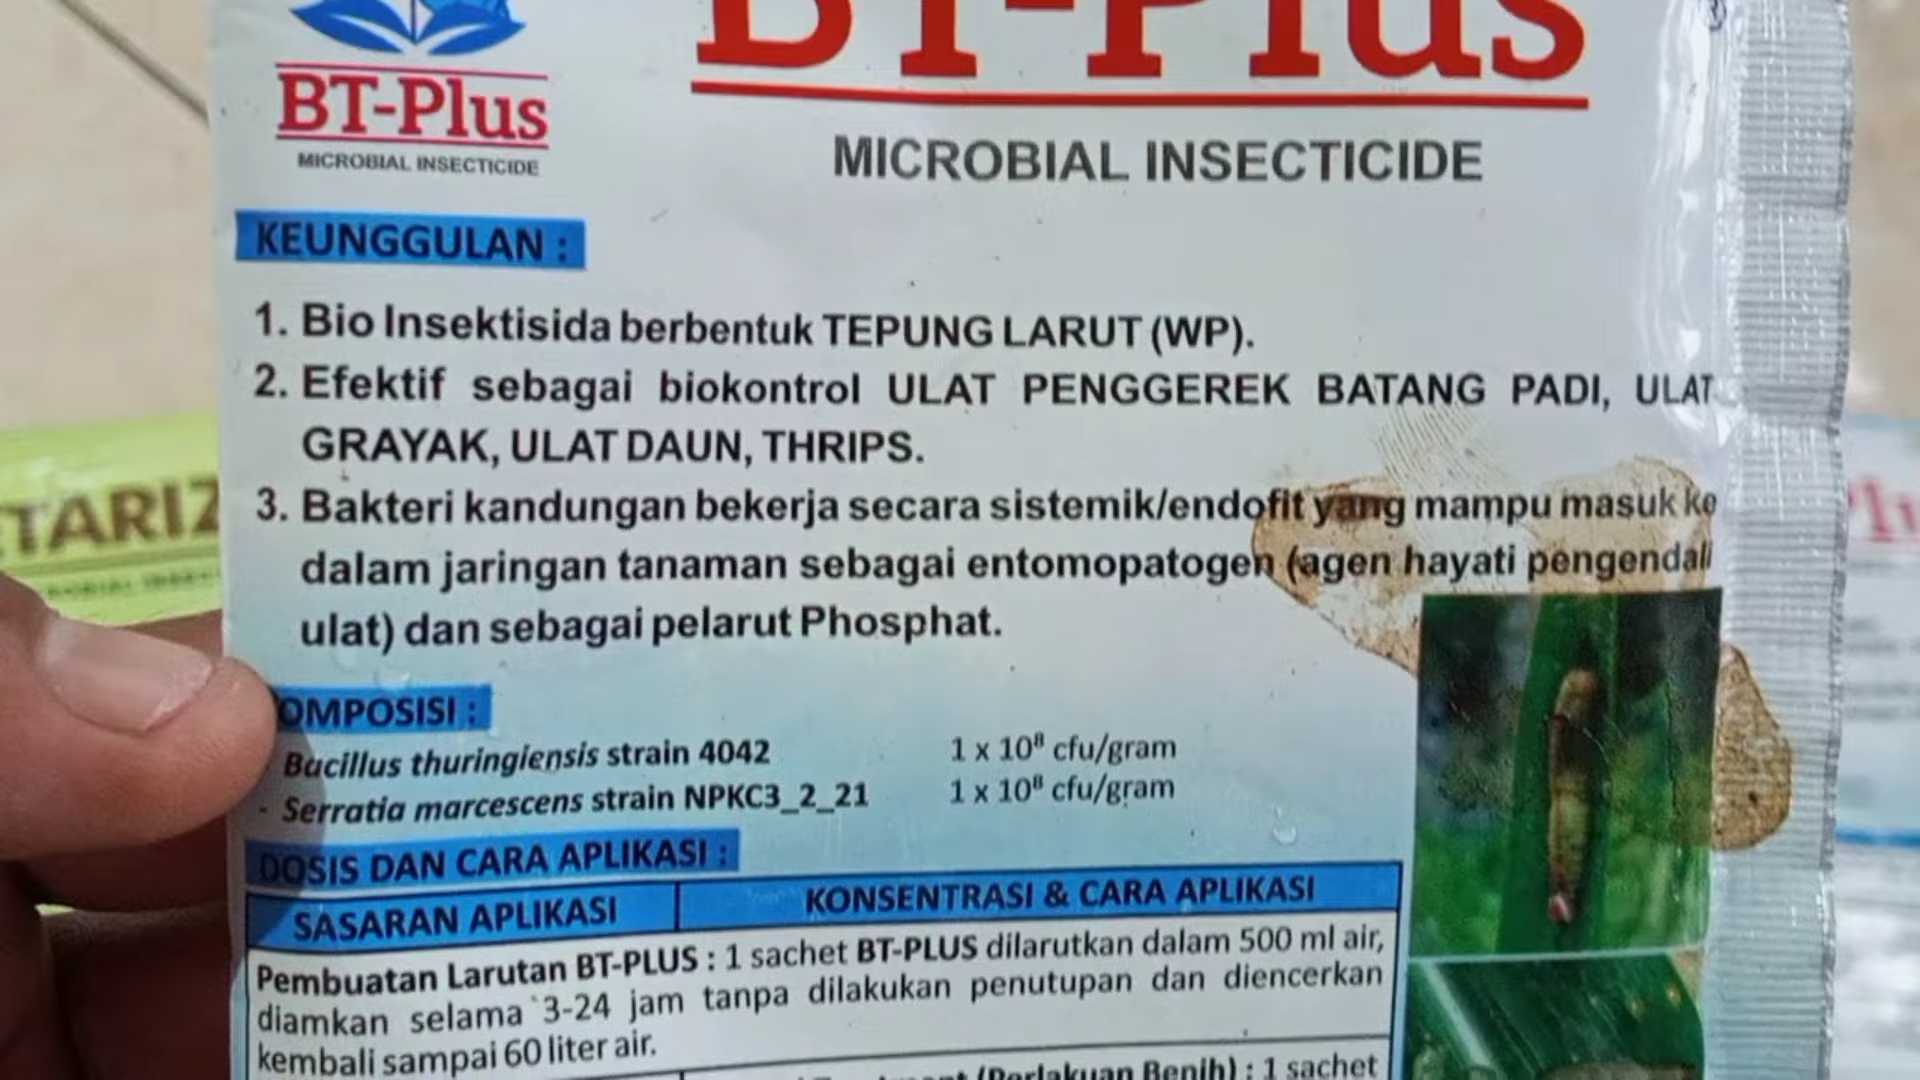 BT-Plus
MICROBIAL INSECTICIDE
BT-Plus
MICROBIAL INSECTICIDE
KEUNGGULAN :
1. Bio Insektisida berbentuk TEPUNG LARUT (WP).
2. Efektif sebagai biokontrol ULAT PENGGEREK BATANG PADI, ULAT
GRAYAK, ULAT DAUN, THRIPS.
3. Bakteri kandungan bekerja secara sistemik/endofit yang mampu masuk ke
dalam jaringan tanaman sebagai entomopatogen (agen hayati pengendali
ulat) dan sebagai pelarut Phosphat.
OMPOSISI :
Bacillus thuringiensis strain 4042 1 x 10⁸ cfu/gram
- Serratia marcescens strain NPKC3_2_21 1 x 10⁸ cfu/gram
DOSIS DAN CARA APLIKASI :
SASARAN APLIKASI KONSENTRASI & CARA APLIKASI
Pembuatan Larutan BT-PLUS : 1 sachet BT-PLUS dilarutkan dalam 500 ml air,
diamkan selama 3-24 jam tanpa dilakukan penutupan dan diencerkan
kembali sampai 60 liter air.
(Perlakuan Benih) : 1 sachet
TARIZ